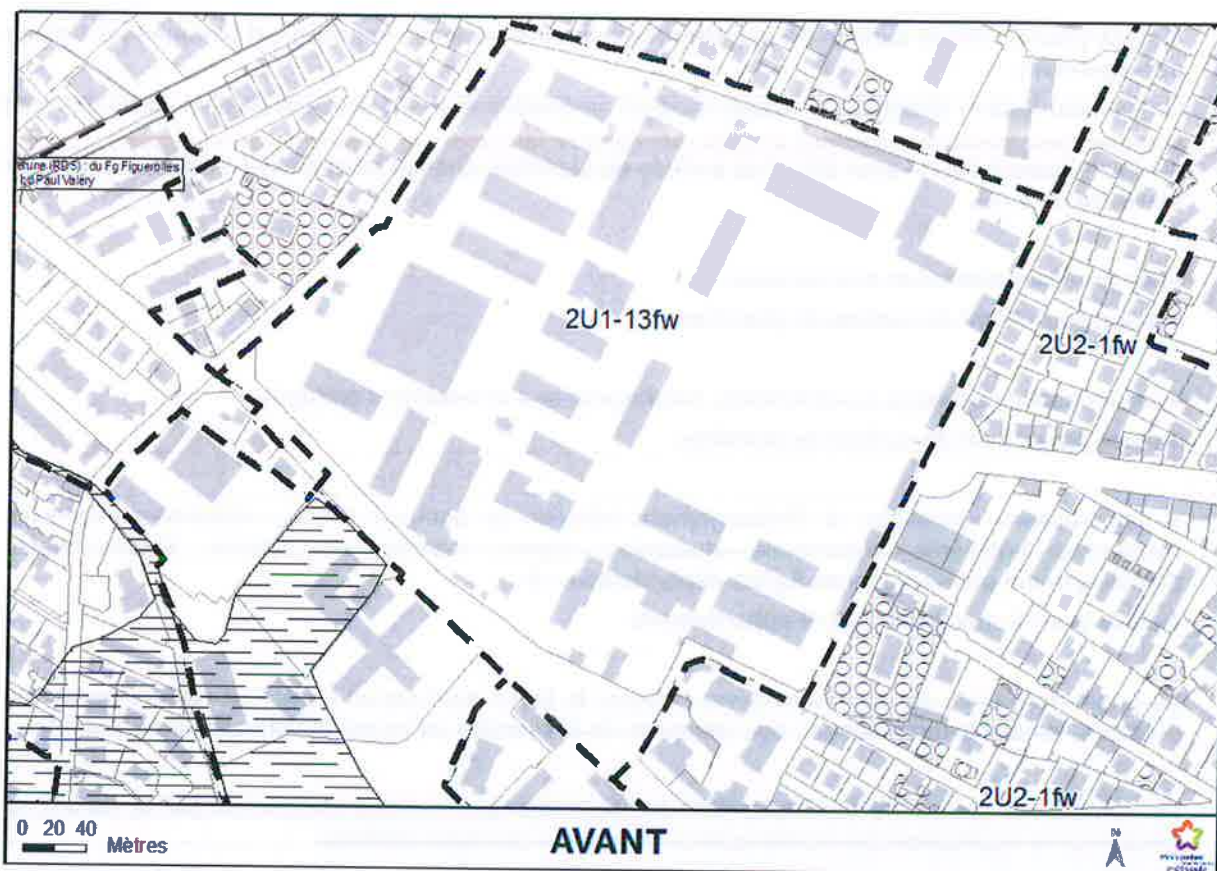 du Fg Figuerolles
bd Paul Valéry
2U1-13fw
2U2-1fw
2U2-1fw
0 20 40
Mètres
AVANT
N